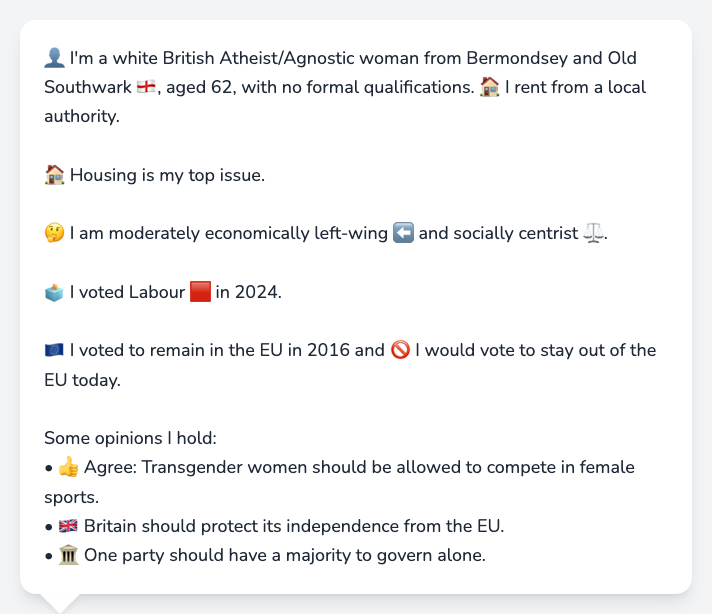 👤 I'm a white British Atheist/Agnostic woman from Bermondsey and Old
Southwark 🏴󠁧󠁢󠁥󠁮󠁧󠁿, aged 62, with no formal qualifications. 🏠 I rent from a local
authority.
🏠 Housing is my top issue.
🤔 I am moderately economically left-wing ⬅️ and socially centrist ⚖️.
🗳️ I voted Labour 🟥 in 2024.
🇪🇺 I voted to remain in the EU in 2016 and 🚫 I would vote to stay out of the
EU today.
Some opinions I hold:
• 👍 Agree: Transgender women should be allowed to compete in female
sports.
• 🇬🇧 Britain should protect its independence from the EU.
• 🏛️ One party should have a majority to govern alone.